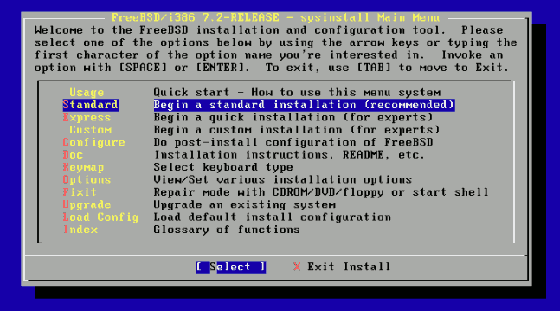 FreeBSD/i386 7.2-RELEASE - sysinstall Main Menu
Welcome to the FreeBSD installation and configuration tool.  Please
select one of the options below by using the arrow keys or typing the
first character of the option name you're interested in.  Invoke an
option with [SPACE] or [ENTER].  To exit, use [TAB] to move to Exit.
Usage Quick start - How to use this menu system
Standard Begin a standard installation (recommended)
Express Begin a quick installation (for experts)
Custom Begin a custom installation (for experts)
Configure Do post-install configuration of FreeBSD
Doc Installation instructions, README, etc.
Keymap Select keyboard type
Options View/Set various installation options
Fixit Repair mode with CDROM/DVD/floppy or start shell
Upgrade Upgrade an existing system
Load Config Load default install configuration
Index Glossary of functions
[ Select ] X Exit Install